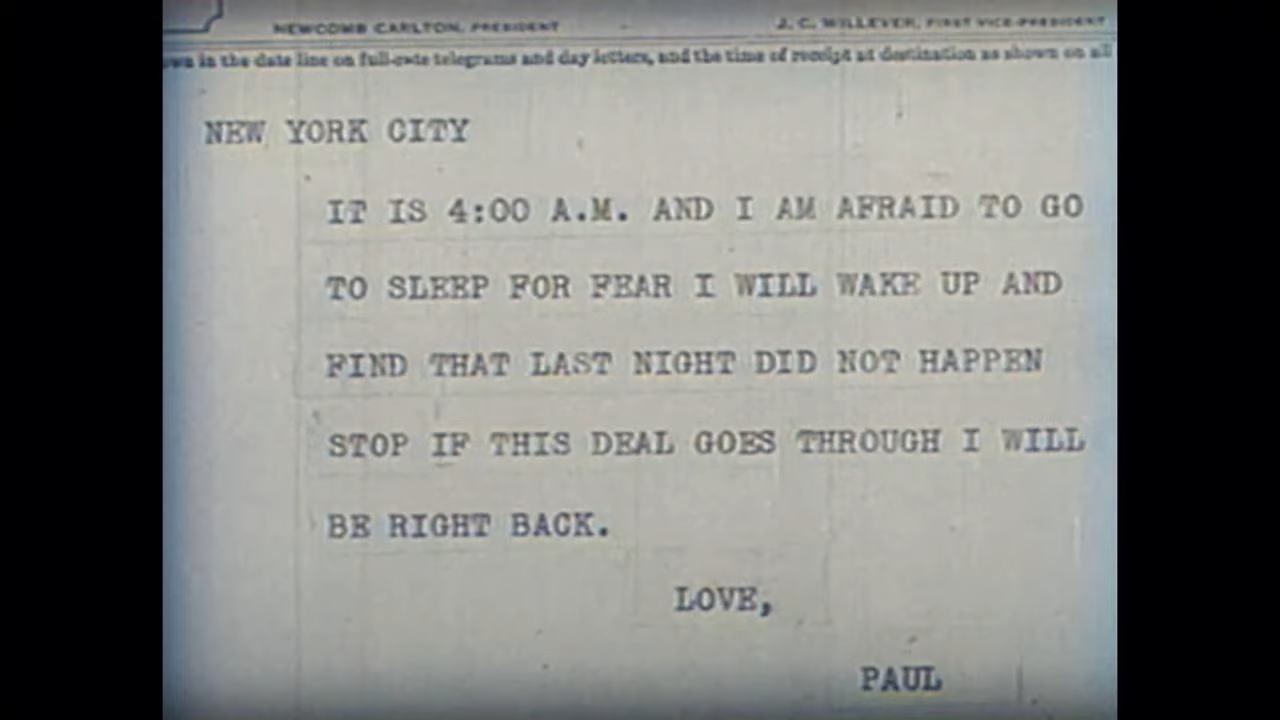 NEWCOMB CARLTON, PRESIDENT J. C. WILLEVER, FIRST VICE-PRESIDENT
own in the date line on full-rate telegrams and day letters, and the time of receipt at destination as shown on all
NEW YORK CITY
IT IS 4:00 A.M. AND I AM AFRAID TO GO
TO SLEEP FOR FEAR I WILL WAKE UP AND
FIND THAT LAST NIGHT DID NOT HAPPEN
STOP IF THIS DEAL GOES THROUGH I WILL
BE RIGHT BACK.
LOVE,
PAUL